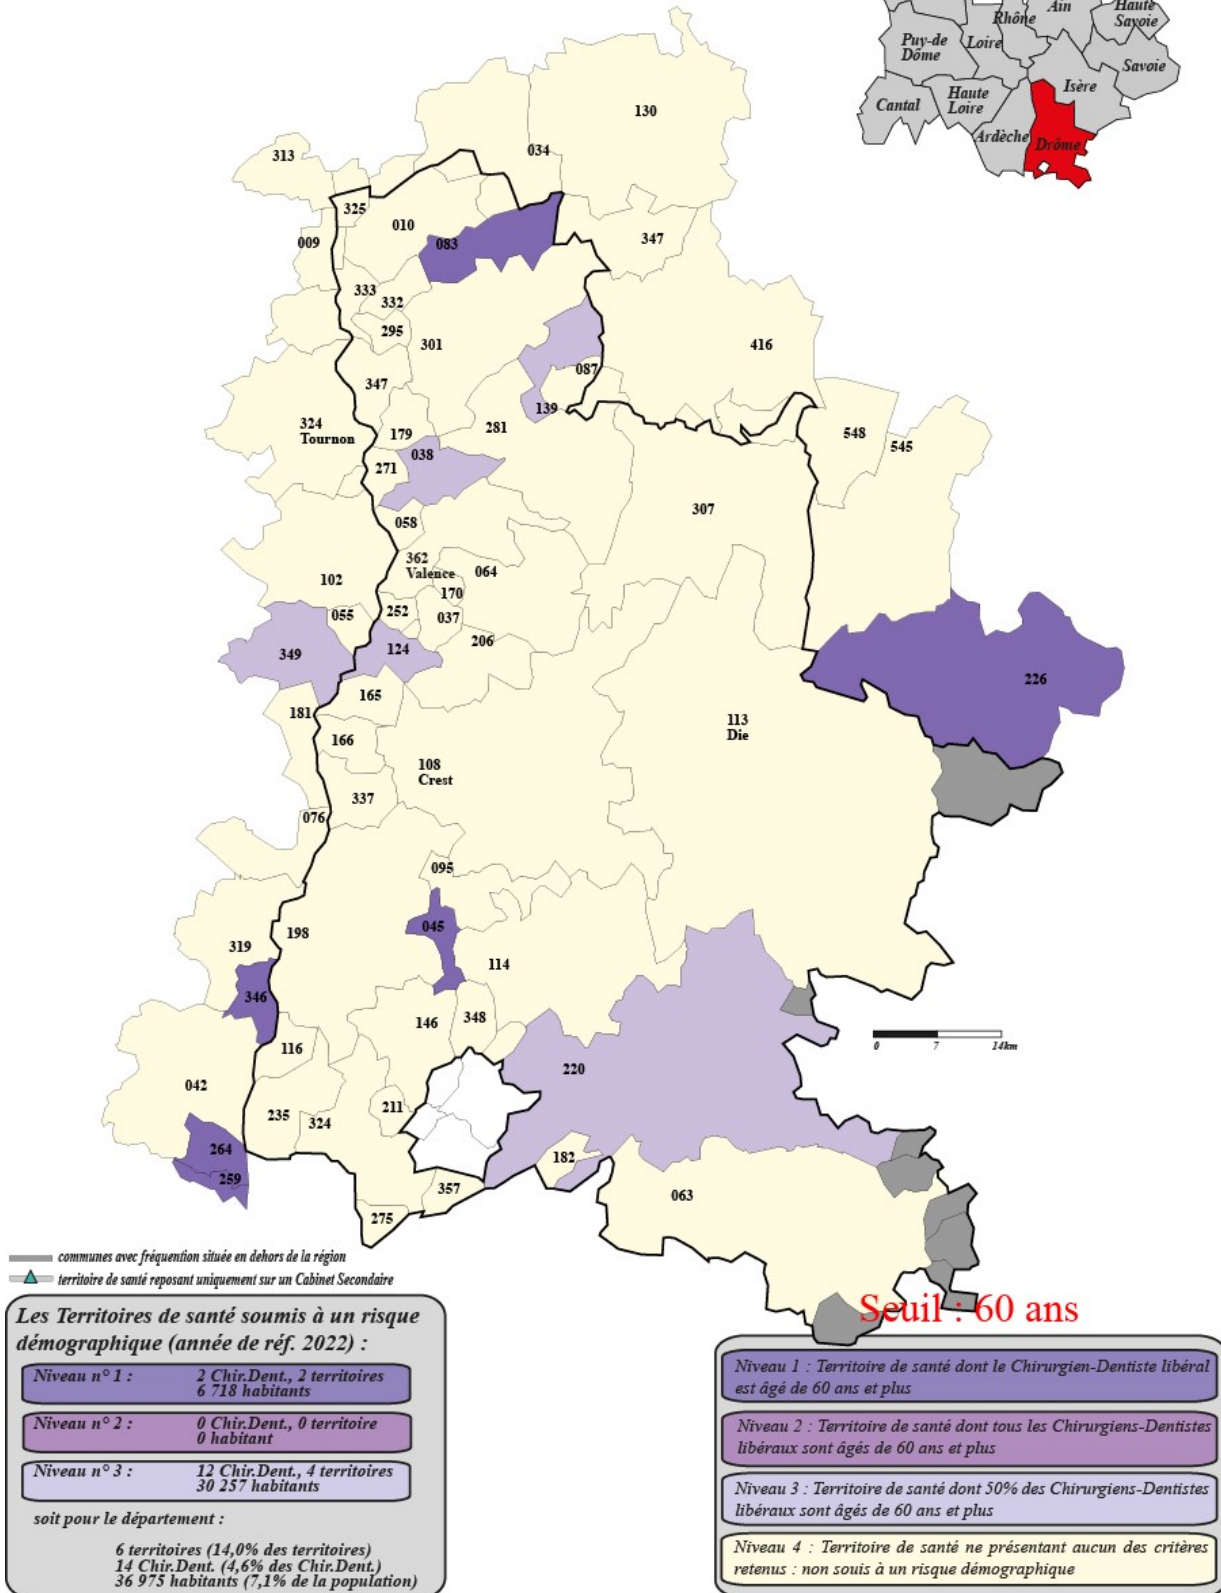 Ain
Haute
Savoie
Rhône
Puy-de
Dôme
Loire
Savoie
Isère
Cantal
Haute
Loire
Ardèche
Drôme
130
034
313
325
010
009
083
347
333
332
295
301
416
087
347
139
324
Tournon
179
281
548
545
038
271
307
058
362
Valence
064
102
170
055
252
037
206
349
124
226
165
181
113
Die
166
108
Crest
337
076
095
045
198
319
114
346
146
348
116
0 7 14km
220
042
211
235
324
264
182
259
357
063
275
communes avec fréquention située en dehors de la région
territoire de santé reposant uniquement sur un Cabinet Secondaire
Seuil : 60 ans
Les Territoires de santé soumis à un risque
démographique (année de réf. 2022) :
Niveau n° 1 : 2 Chir.Dent., 2 territoires
6 718 habitants
Niveau n° 2 : 0 Chir.Dent., 0 territoire
0 habitant
Niveau n° 3 : 12 Chir.Dent., 4 territoires
30 257 habitants
soit pour le département :
6 territoires (14,0% des territoires)
14 Chir.Dent. (4,6% des Chir.Dent.)
36 975 habitants (7,1% de la population)
Niveau 1 : Territoire de santé dont le Chirurgien-Dentiste libéral
est âgé de 60 ans et plus
Niveau 2 : Territoire de santé dont tous les Chirurgiens-Dentistes
libéraux sont âgés de 60 ans et plus
Niveau 3 : Territoire de santé dont 50% des Chirurgiens-Dentistes
libéraux sont âgés de 60 ans et plus
Niveau 4 : Territoire de santé ne présentant aucun des critères
retenus : non souis à un risque démographique